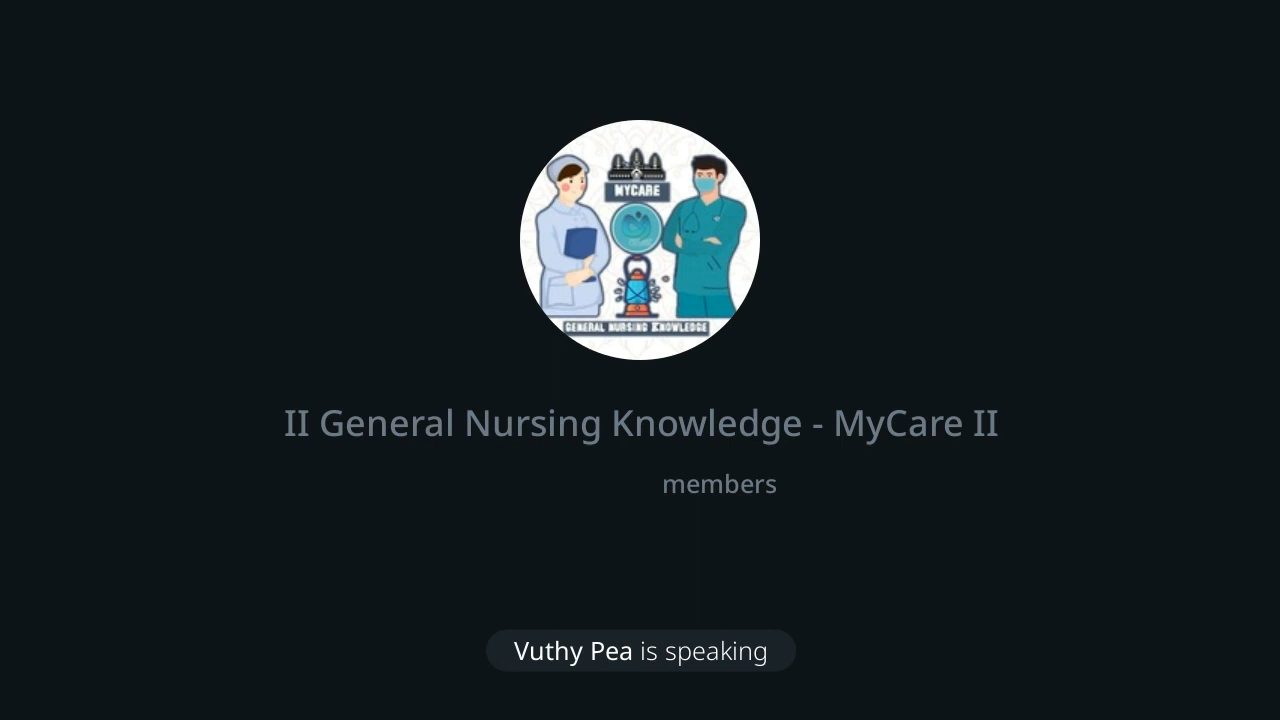 MYCARE
GENERAL NURSING KNOWLEDGE
II General Nursing Knowledge - MyCare II
members
Vuthy Pea is speaking